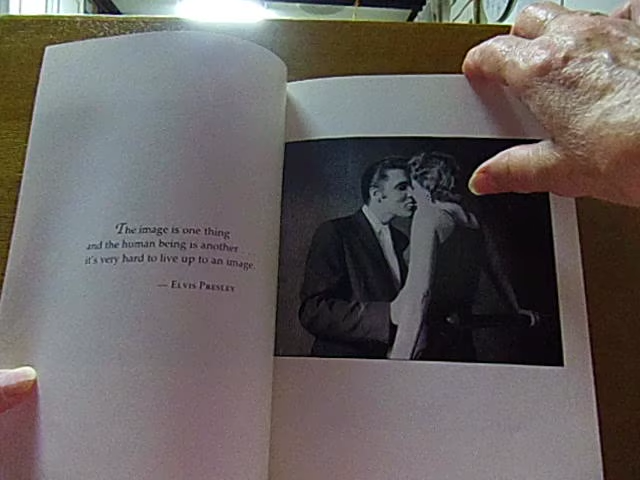 The image is one thing
and the human being is another . . .
it's very hard to live up to an image.
— Elvis Presley